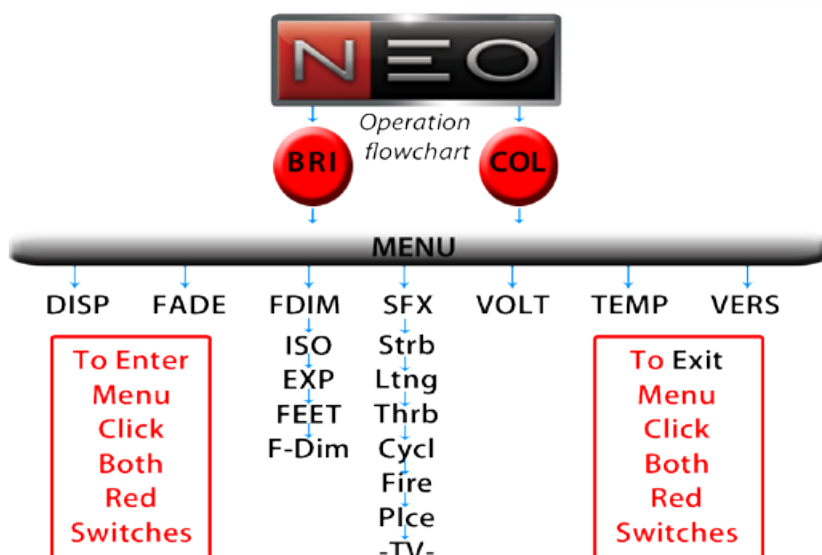 NEO
Operation
flowchart
BRI
COL
MENU
DISP FADE FDIM SFX VOLT TEMP VERS
To Enter
Menu
Click
Both
Red
Switches
ISO
EXP
FEET
F-Dim
Strb
Ltng
Thrb
Cycl
Fire
Plce
-TV-
To Exit
Menu
Click
Both
Red
Switches